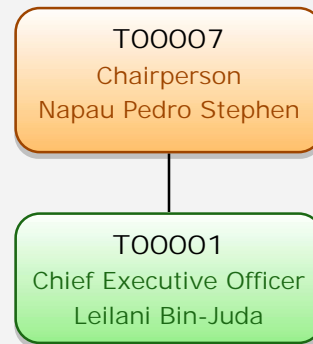 T00007
Chairperson
Napau Pedro Stephen
T00001
Chief Executive Officer
Leilani Bin-Juda